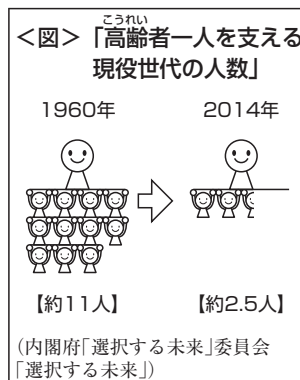 <図>「高齢者一人を支える
こうれい
現役世代の人数」
1960年 2014年
【約11人】 【約2.5人】
(内閣府「選択する未来」委員会
「選択する未来」)